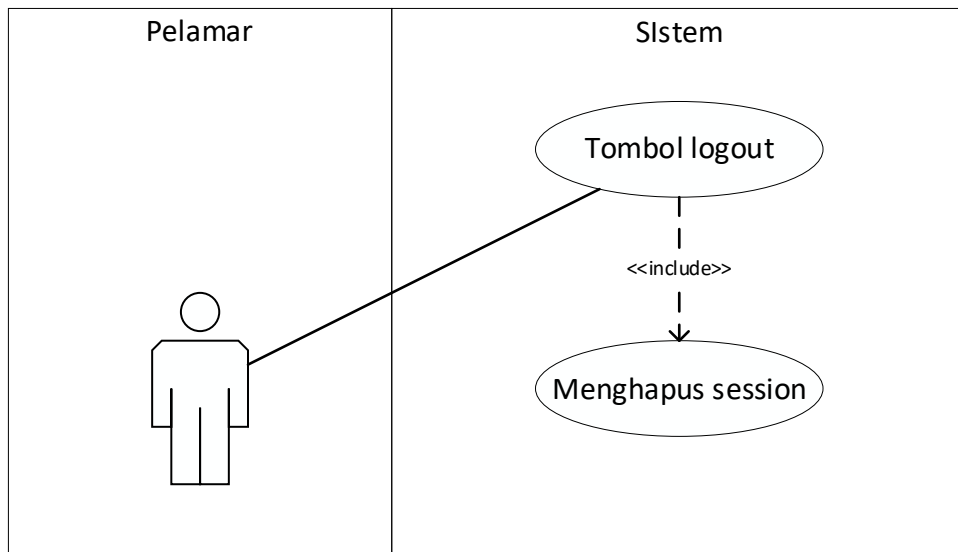 Pelamar
SIstem
Tombol logout
<<include>>
Menghapus session